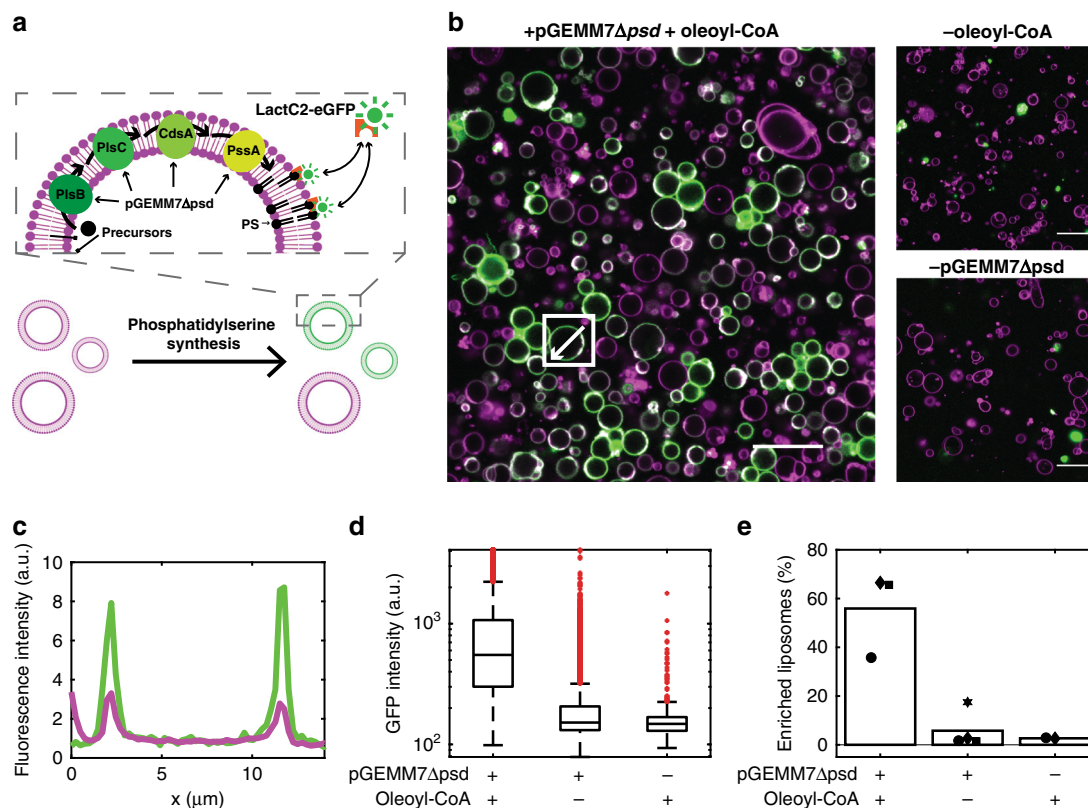 a
LactC2-eGFP
CdsA
PlsC
PssA
PlsB
pGEMM7Δpsd
PS→
Precursors
Phosphatidylserine
synthesis
b
+pGEMM7Δpsd + oleoyl-CoA
–oleoyl-CoA
–pGEMM7Δpsd
c
Fluorescence intensity (a.u.)
10
8
6
4
2
0
0
5
10
x (μm)
d
GFP intensity (a.u.)
10³
10²
pGEMM7Δpsd + + –
Oleoyl-CoA + – +
e
Enriched liposomes (%)
80
60
40
20
0
pGEMM7Δpsd + + –
Oleoyl-CoA + – +